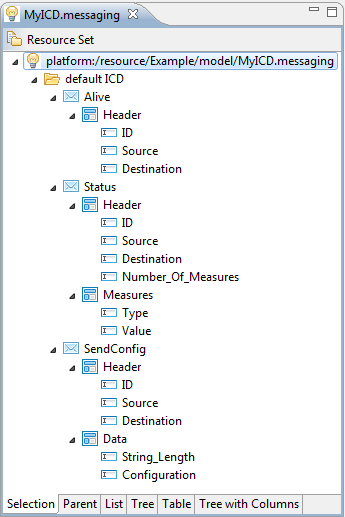 MyICD.messaging
Resource Set
platform:/resource/Example/model/MyICD.messaging
default ICD
Alive
Header
ID
Source
Destination
Status
Header
ID
Source
Destination
Number_Of_Measures
Measures
Type
Value
SendConfig
Header
ID
Source
Destination
Data
String_Length
Configuration
Selection Parent List Tree Table Tree with Columns